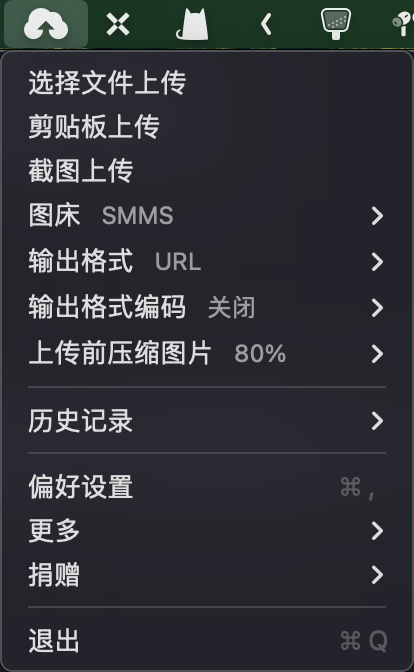 选择文件上传
剪贴板上传
截图上传
图床 SMMS
输出格式 URL
输出格式编码 关闭
上传前压缩图片 80%
历史记录
偏好设置 ⌘ ,
更多
捐赠
退出 ⌘ Q